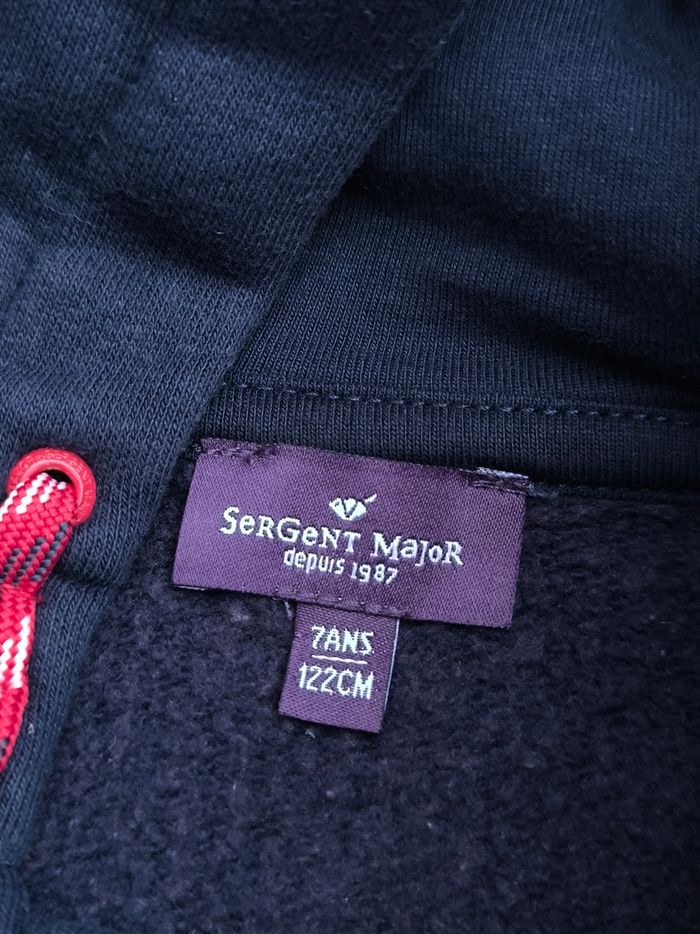 SerGeNT MaJoR
depuis 1987
7ANS
122CM